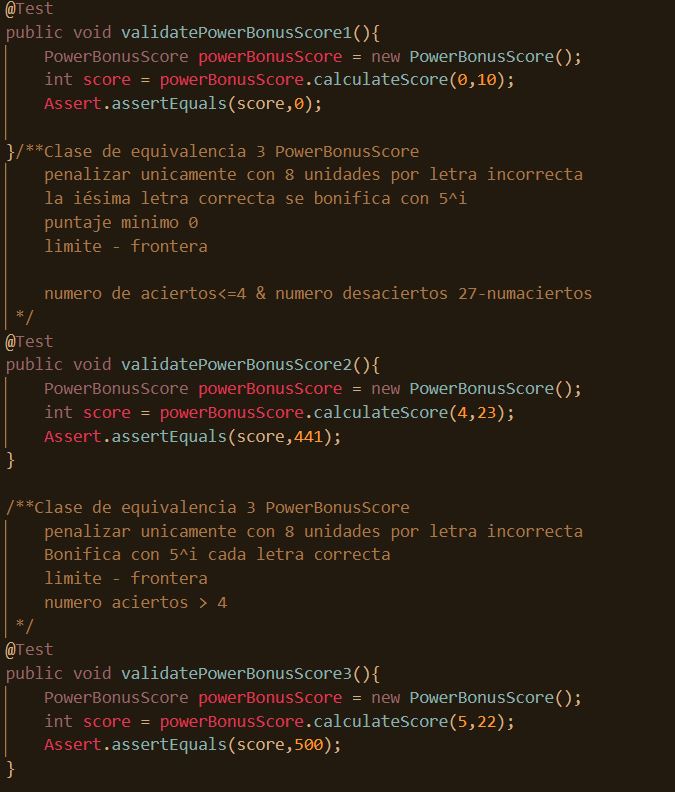 @Test
public void validatePowerBonusScore1(){
    PowerBonusScore powerBonusScore = new PowerBonusScore();
    int score = powerBonusScore.calculateScore(0,10);
    Assert.assertEquals(score,0);

}/**Clase de equivalencia 3 PowerBonusScore
    penalizar unicamente con 8 unidades por letra incorrecta
    la iésima letra correcta se bonifica con 5^i
    puntaje minimo 0
    limite - frontera

    numero de aciertos<=4 & numero desaciertos 27-numaciertos
 */
@Test
public void validatePowerBonusScore2(){
    PowerBonusScore powerBonusScore = new PowerBonusScore();
    int score = powerBonusScore.calculateScore(4,23);
    Assert.assertEquals(score,441);
}

/**Clase de equivalencia 3 PowerBonusScore
    penalizar unicamente con 8 unidades por letra incorrecta
    Bonifica con 5^i cada letra correcta
    limite - frontera
    numero aciertos > 4
 */
@Test
public void validatePowerBonusScore3(){
    PowerBonusScore powerBonusScore = new PowerBonusScore();
    int score = powerBonusScore.calculateScore(5,22);
    Assert.assertEquals(score,500);
}